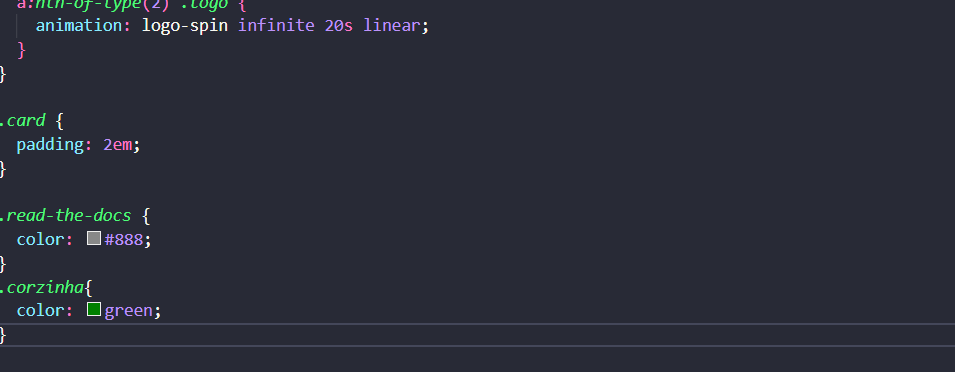 a:nth-of-type(2) .logo {
animation: logo-spin infinite 20s linear;
}
}
.card {
padding: 2em;
}
.read-the-docs {
color: #888;
}
.corzinha{
color: green;
}